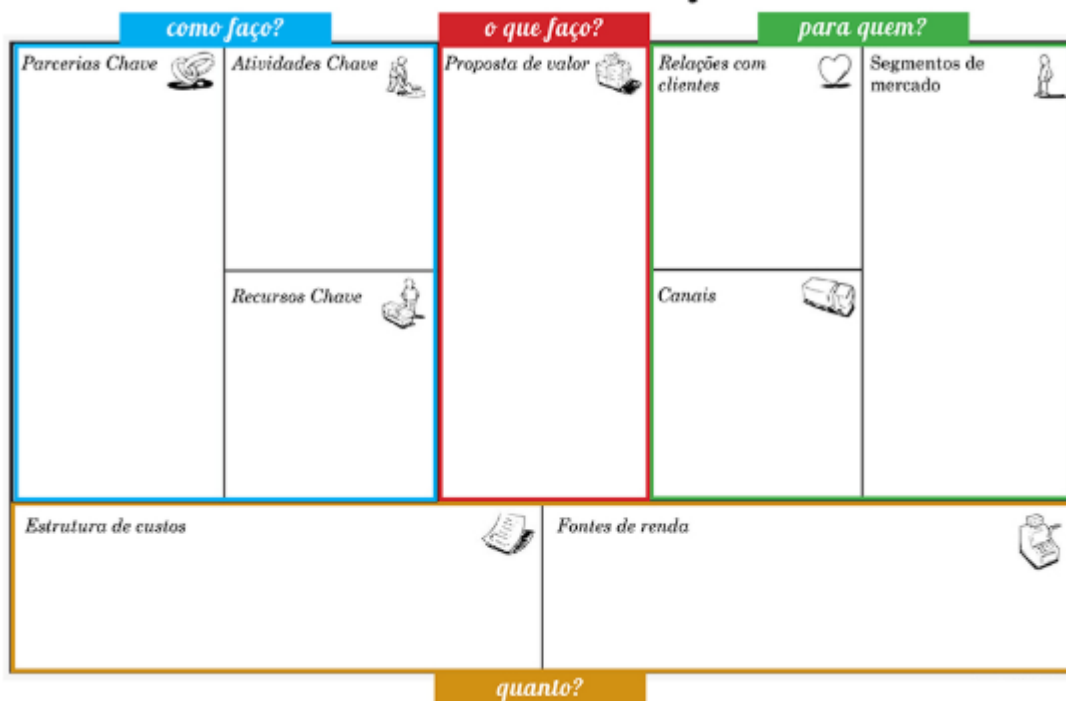 como faço?
o que faço?
para quem?
Parcerias Chave
Atividades Chave
Recursos Chave
Proposta de valor
Relações com
clientes
Canais
Segmentos de
mercado
Estrutura de custos
Fontes de renda
quanto?